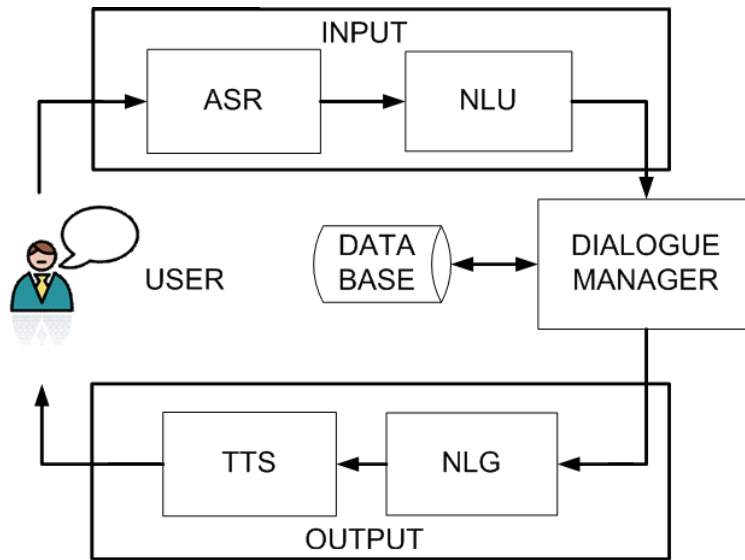 INPUT
ASR
NLU
USER
DATA
BASE
DIALOGUE
MANAGER
TTS
NLG
OUTPUT